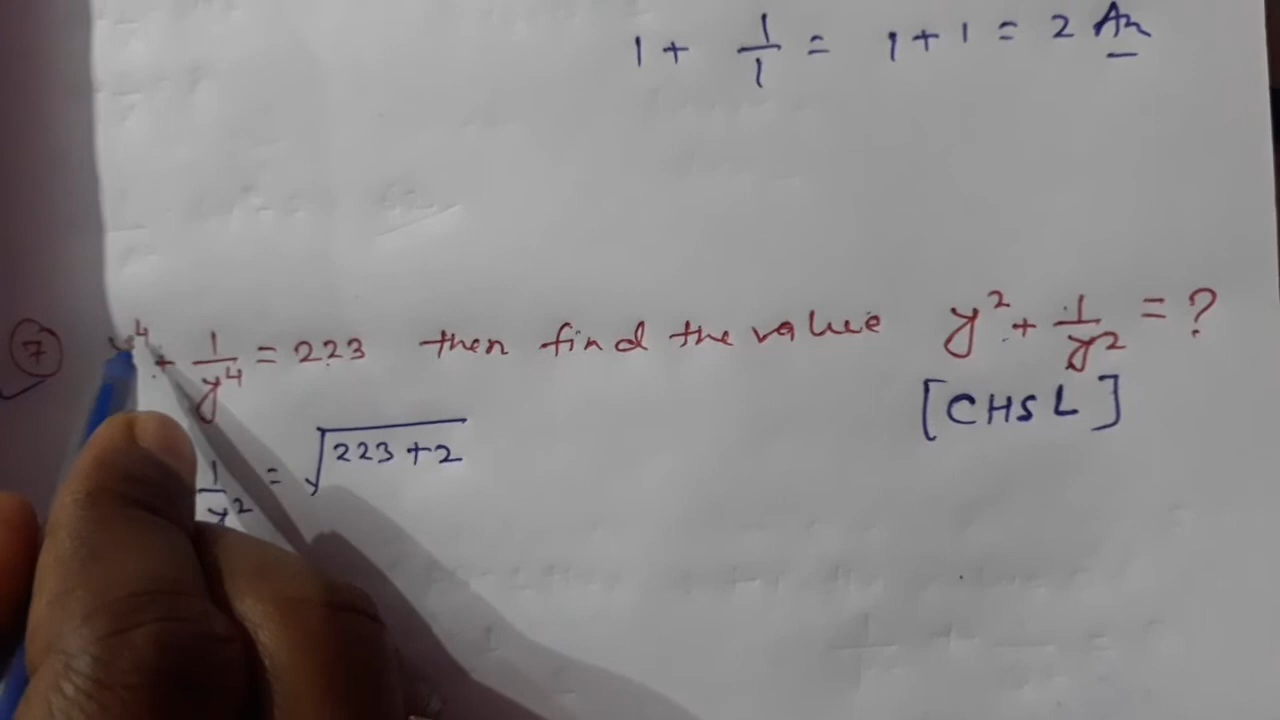 1 + 1/1 = 1 + 1 = 2 An
7 y⁴ + 1/y⁴ = 223 then find the value y² + 1/y² = ?
[CHSL]
1/y² = √223+2